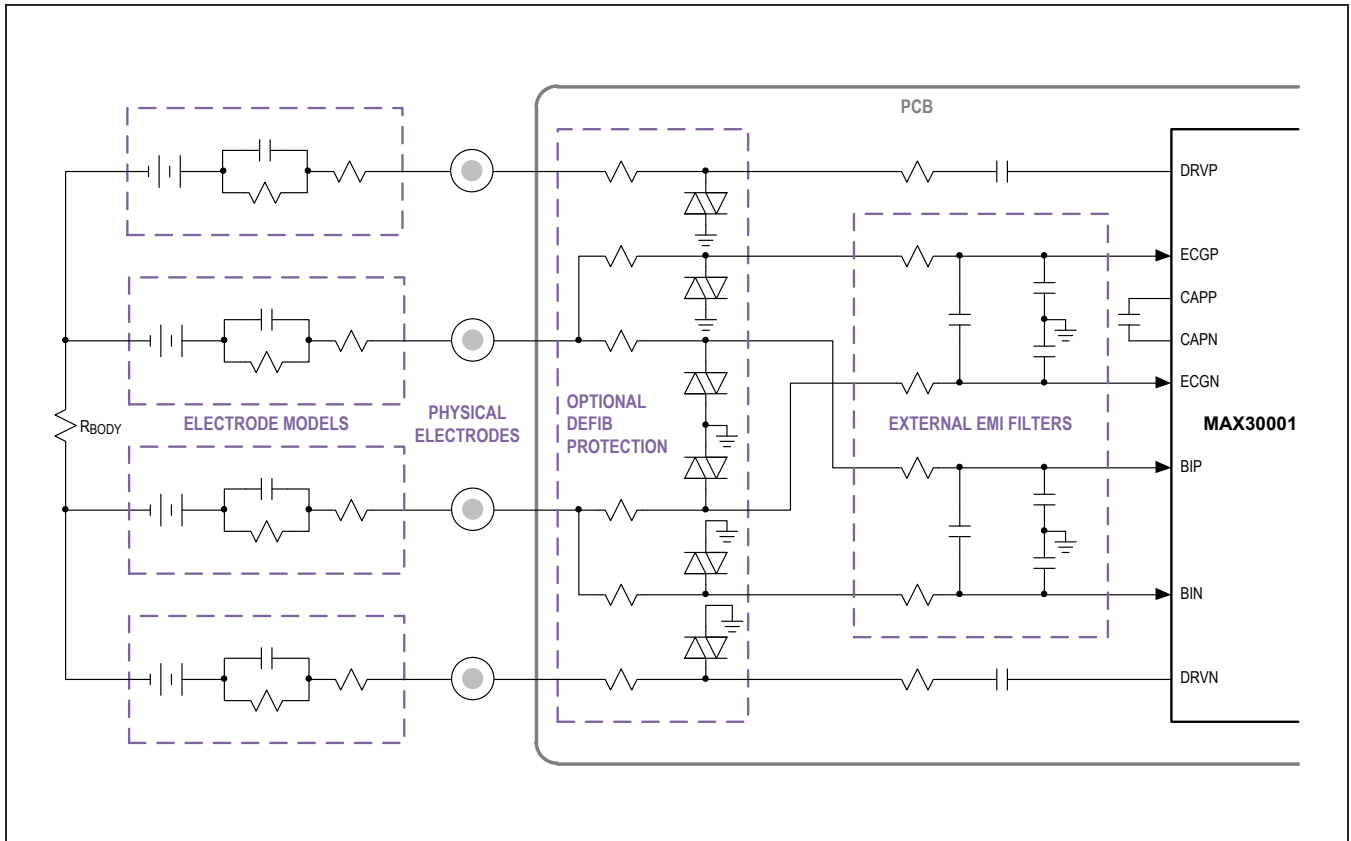 PCB
DRVP
ECGP
CAPP
CAPN
ECGN
RBODY
ELECTRODE MODELS
PHYSICAL
ELECTRODES
OPTIONAL
DEFIB
PROTECTION
EXTERNAL EMI FILTERS
MAX30001
BIP
BIN
DRVN